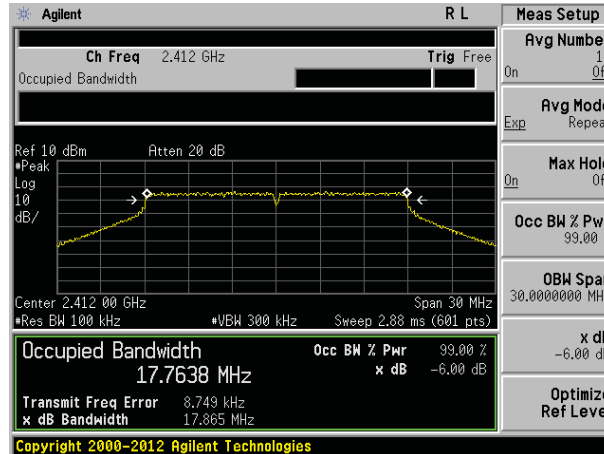 Agilent R L
Ch Freq 2.412 GHz Trig Free
Occupied Bandwidth
Ref 10 dBm Atten 20 dB
#Peak
Log
10
dB/
Center 2.412 00 GHz Span 30 MHz
#Res BW 100 kHz #VBW 300 kHz Sweep 2.88 ms (601 pts)
Occupied Bandwidth Occ BW % Pwr 99.00 %
17.7638 MHz x dB -6.00 dB
Transmit Freq Error 8.749 kHz
x dB Bandwidth 17.865 MHz
Copyright 2000-2012 Agilent Technologies
Meas Setup
Avg Numbe
1
On Of
Avg Mod
Exp Repea
Max Hol
On Of
Occ BW % Pw
99.00
OBW Spa
30.0000000 MH
x d
-6.00 d
Optimiz
Ref Leve